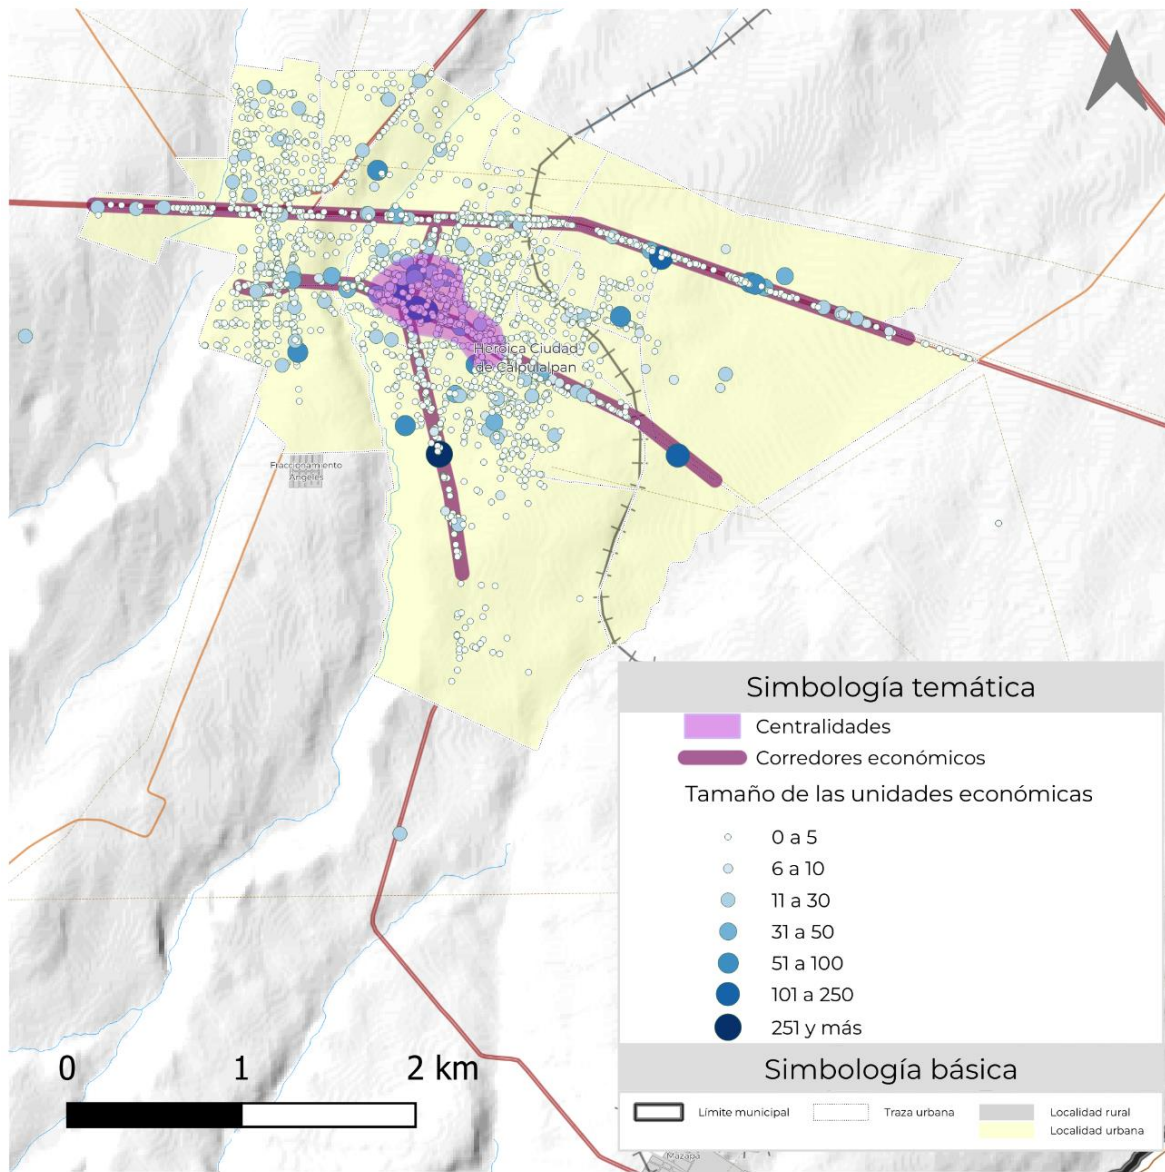 Heroica Ciudad
de Calpulalpan
Fraccionamiento
Ángeles
Simbología temática
Centralidades
Corredores económicos
Tamaño de las unidades económicas
0 a 5
6 a 10
11 a 30
31 a 50
51 a 100
101 a 250
251 y más
Simbología básica
Límite municipal
Traza urbana
Localidad rural
Localidad urbana
0 1 2 km
Mazapa